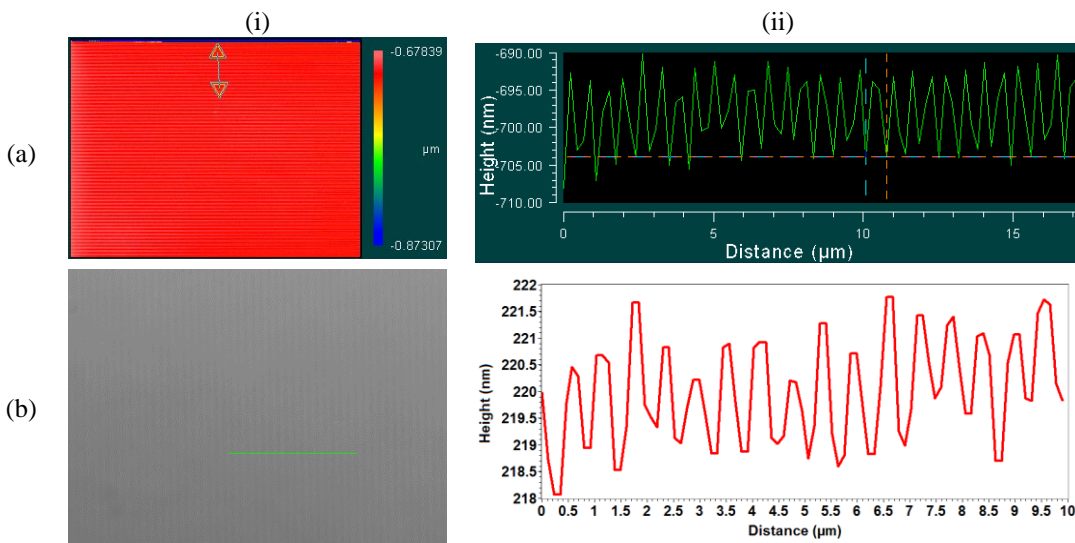 (i)
(ii)
(a)
-0.67839
µm
-0.87307
Height (nm)
-690.00
-695.00
-700.00
-705.00
-710.00
0
5
10
15
Distance (µm)
(b)
Height (nm)
222
221.5
221
220.5
220
219.5
219
218.5
218
0 0.5 1 1.5 2 2.5 3 3.5 4 4.5 5 5.5 6 6.5 7 7.5 8 8.5 9 9.5 10
Distance (µm)